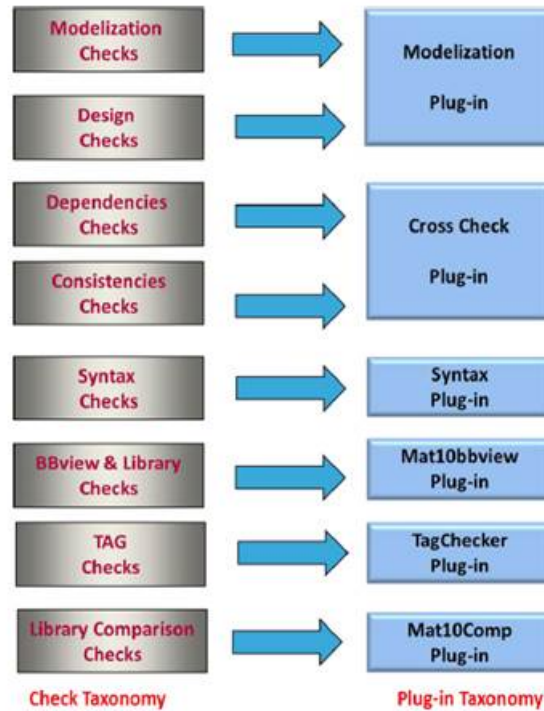 Modelization
Checks
Modelization
Plug-in
Design
Checks
Dependencies
Checks
Cross Check
Plug-in
Consistencies
Checks
Syntax
Checks
Syntax
Plug-in
BBview & Library
Checks
Mat10bbview
Plug-in
TAG
Checks
TagChecker
Plug-in
Library Comparison
Checks
Mat10Comp
Plug-in
Check Taxonomy
Plug-in Taxonomy